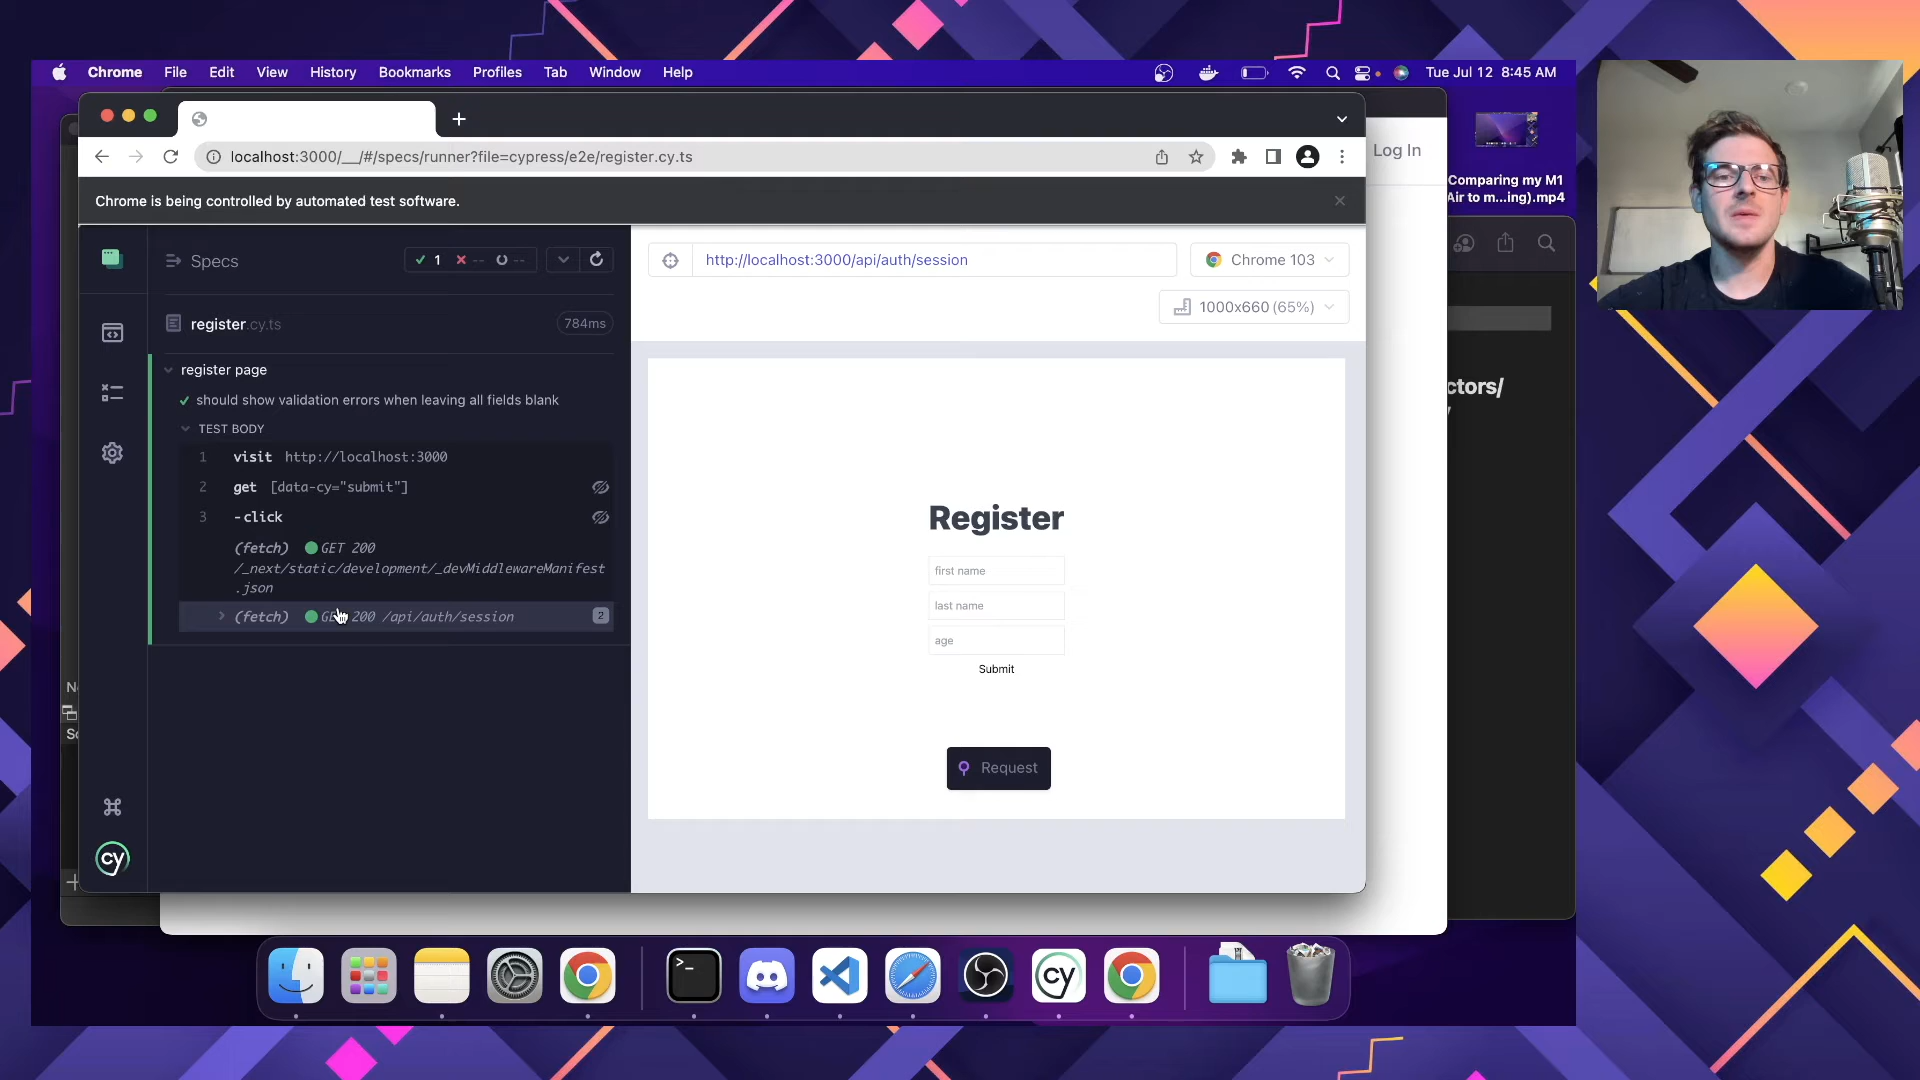 Chrome File Edit View History Bookmarks Profiles Tab Window Help Tue Jul 12 8:45 AM
localhost:3000/__/#/specs/runner?file=cypress/e2e/register.cy.ts
Log In
Comparing my M1
Air to m...ing).mp4
Chrome is being controlled by automated test software.
Specs
1 -- --
http://localhost:3000/api/auth/session
Chrome 103
1000x660 (65%)
register.cy.ts
784ms
register page
should show validation errors when leaving all fields blank
TEST BODY
1 visit http://localhost:3000
2 get [data-cy="submit"]
3 -click
(fetch) GET 200
/_next/static/development/_devMiddlewareManifest
.json
(fetch) GET 200 /api/auth/session 2
ctors/
Register
first name
last name
age
Submit
Request
cy
cy